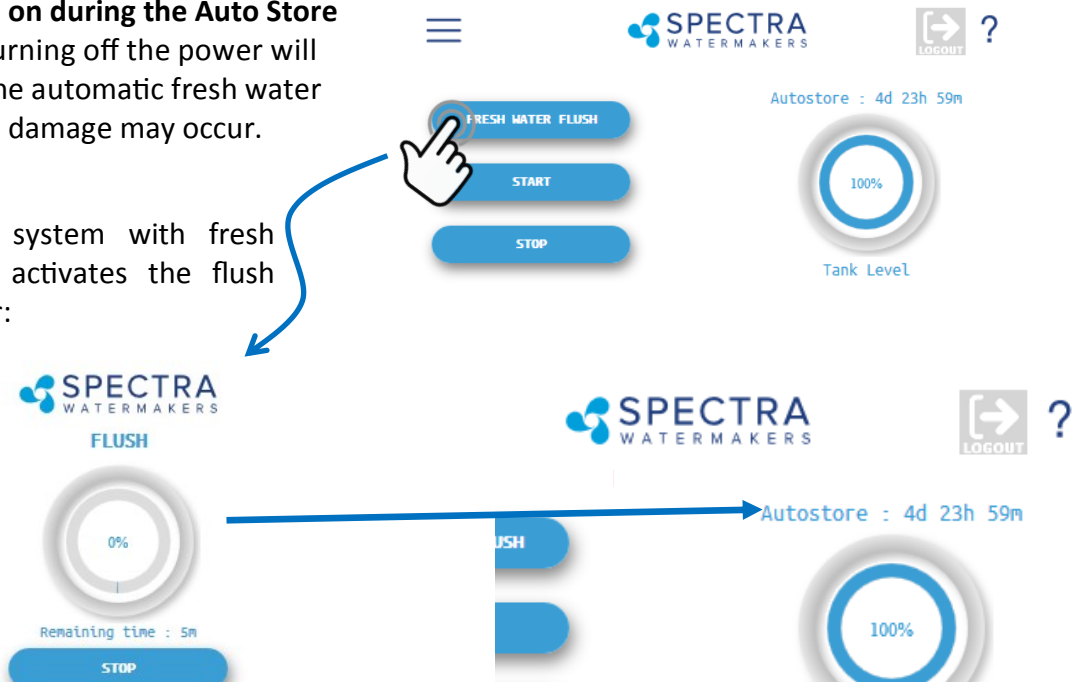 on during the Auto Store
urning off the power will
he automatic fresh water
damage may occur.
system with fresh
activates the flush
r:
SPECTRA
WATERMAKERS
LOGOUT
?
FRESH WATER FLUSH
START
STOP
Autostore : 4d 23h 59m
100%
Tank Level
SPECTRA
WATERMAKERS
FLUSH
0%
Remaining time : 5m
STOP
SPECTRA
WATERMAKERS
LOGOUT
?
USH
Autostore : 4d 23h 59m
100%